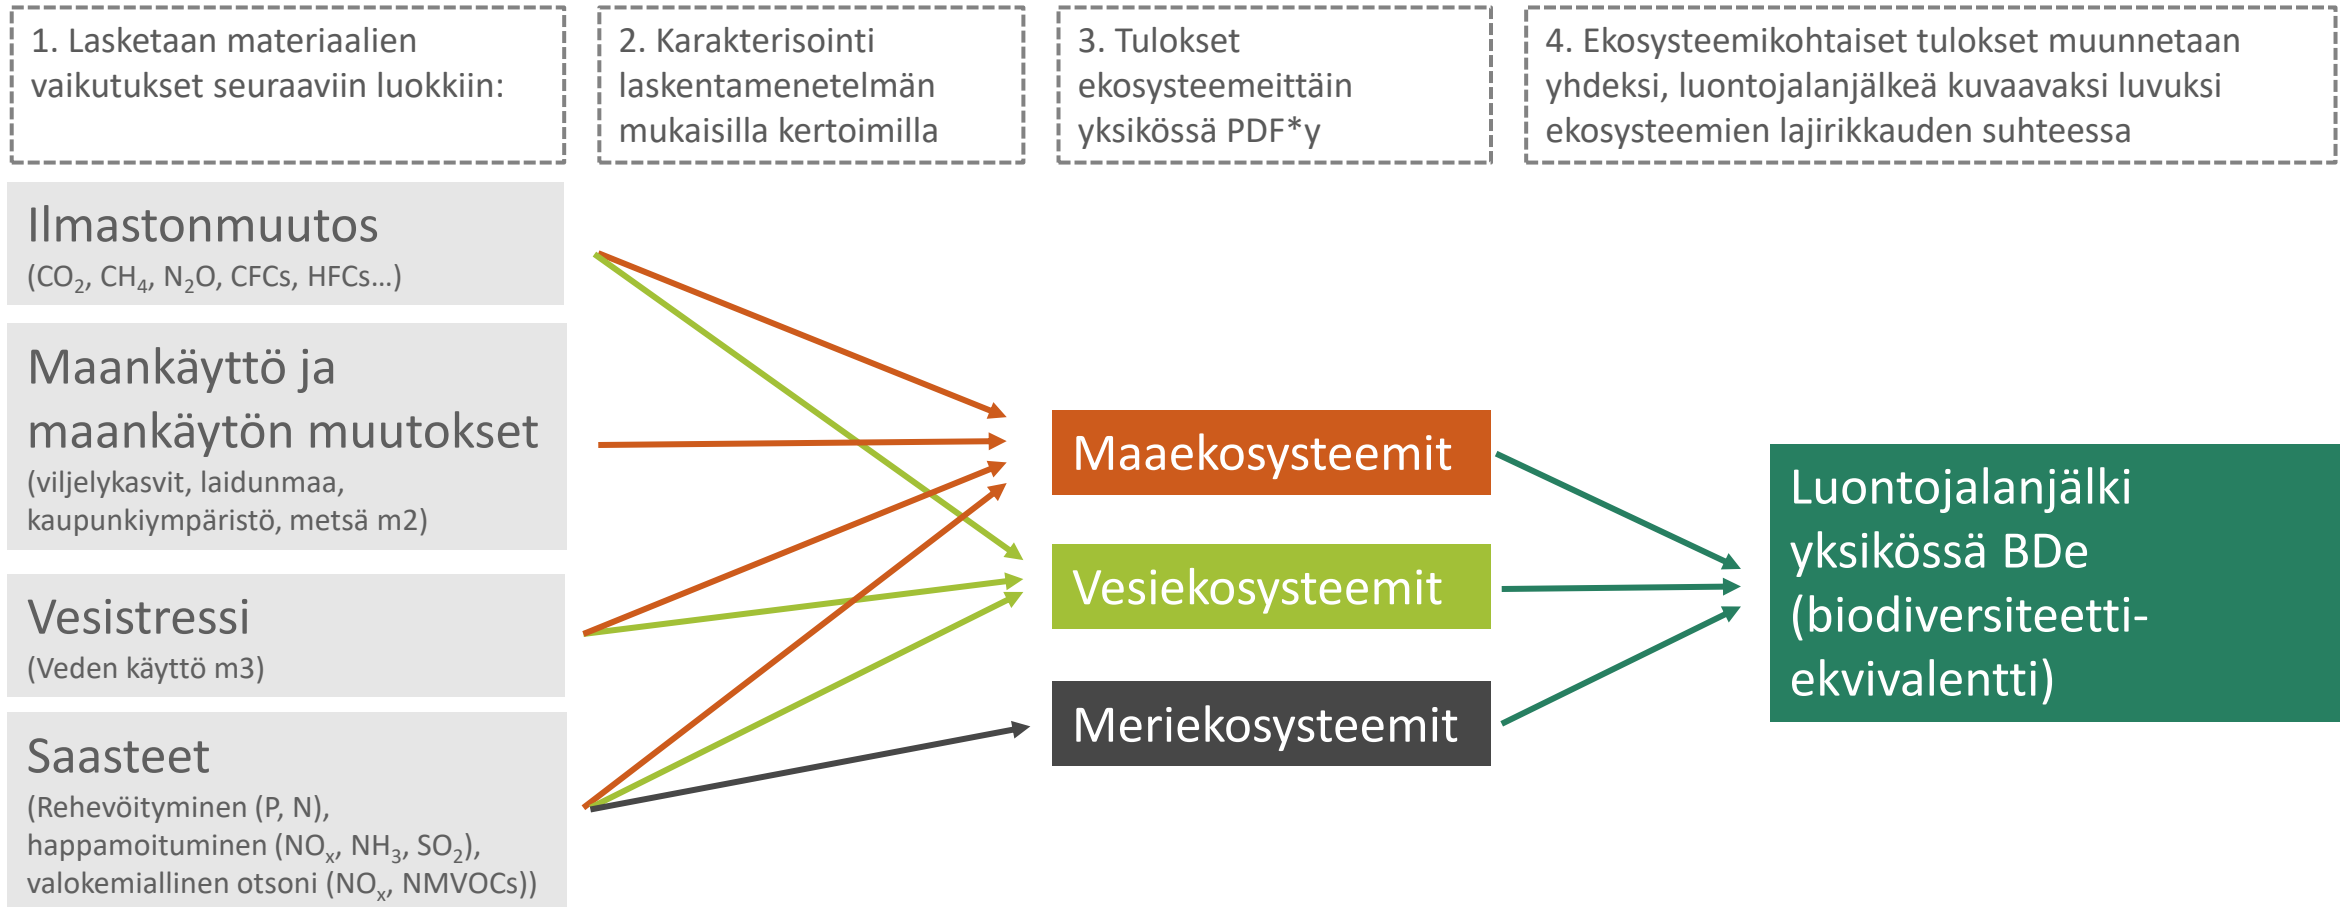 1. Lasketaan materiaalien
vaikutukset seuraaviin luokkiin:
2. Karakterisointi
laskentamenetelmän
mukaisilla kertoimilla
3. Tulokset
ekosysteemeittäin
yksikössä PDF*y
4. Ekosysteemikohtaiset tulokset muunnetaan
yhdeksi, luontojalanjälkeä kuvaavaksi luvuksi
ekosysteemien lajirikkauden suhteessa
Ilmastonmuutos
(CO₂, CH₄, N₂O, CFCs, HFCs…)
Maankäyttö ja
maankäytön muutokset
(viljelykasvit, laidunmaa,
kaupunkiympäristö, metsä m2)
Vesistressi
(Veden käyttö m3)
Saasteet
(Rehevöityminen (P, N),
happamoituminen (NOₓ, NH₃, SO₂),
valokemiallinen otsoni (NOₓ, NMVOCs))
Maaekosysteemit
Vesiekosysteemit
Meriekosysteemit
Luontojalanjälki
yksikössä BDe
(biodiversiteetti-
ekvivalentti)